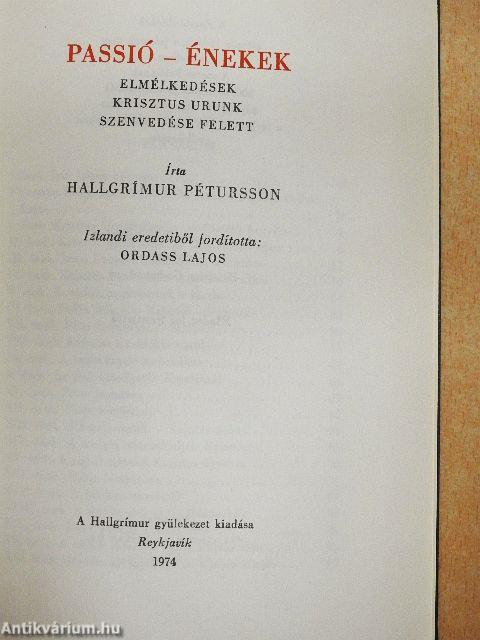 PASSIÓ – ÉNEKEK
ELMÉLKEDÉSEK
KRISZTUS URUNK
SZENVEDÉSE FELETT
Írta
HALLGRÍMUR PÉTURSSON
Izlandi eredetiből fordította:
ORDASS LAJOS
A Hallgrímur gyülekezet kiadása
Reykjavík
1974
Antikvárium.hu